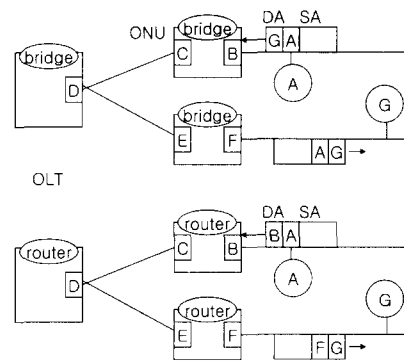 ONU bridge DA SA
bridge C B G A
D A
bridge G
E F A G
OLT
router DA SA
router C B B A
D A
router G
E F F G